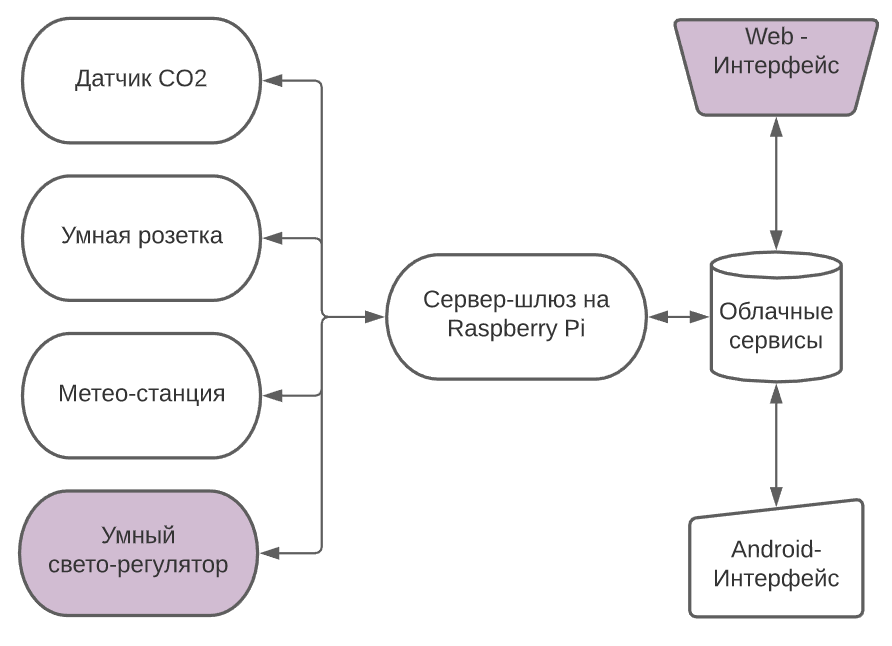 Датчик CO2
Умная розетка
Метео-станция
Умный
свето-регулятор
Сервер-шлюз на
Raspberry Pi
Web -
Интерфейс
Облачные
сервисы
Android-
Интерфейс